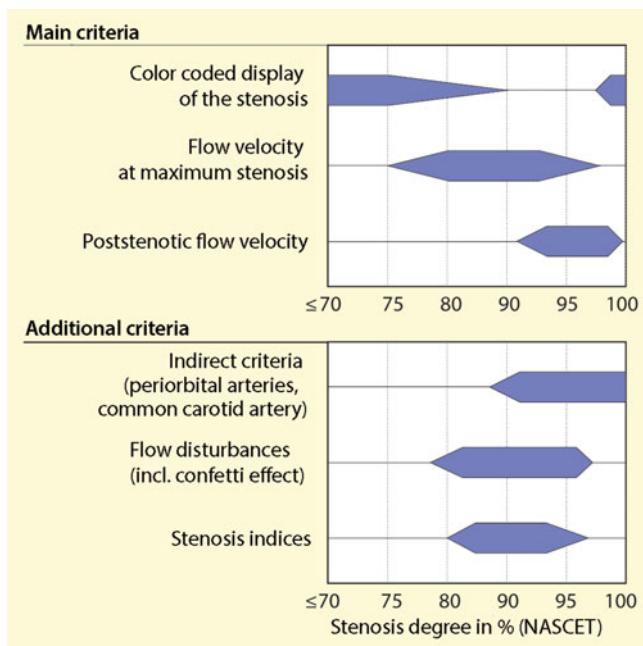 Main criteria
Color coded display
of the stenosis
Flow velocity
at maximum stenosis
Poststenotic flow velocity
≤70 75 80 90 95 100
Additional criteria
Indirect criteria
(periorbital arteries,
common carotid artery)
Flow disturbances
(incl. confetti effect)
Stenosis indices
≤70 75 80 90 95 100
Stenosis degree in % (NASCET)